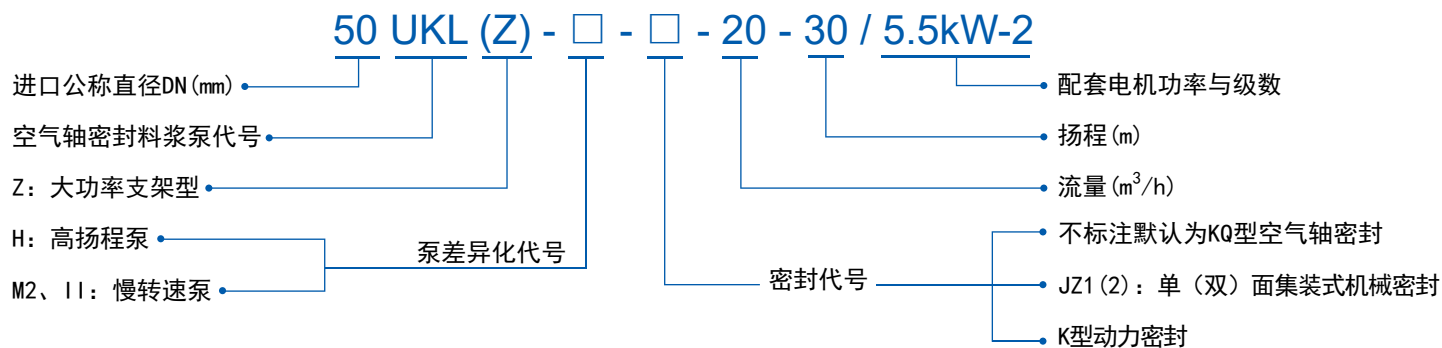 50 UKL (Z) - □ - □ - 20 - 30 / 5.5kW-2
进口公称直径DN(mm)
空气轴密封料浆泵代号
Z：大功率支架型
H：高扬程泵
M2、II：慢转速泵
泵差异化代号
密封代号
配套电机功率与级数
扬程(m)
流量(m³/h)
不标注默认为KQ型空气轴密封
JZ1(2)：单（双）面集装式机械密封
K型动力密封